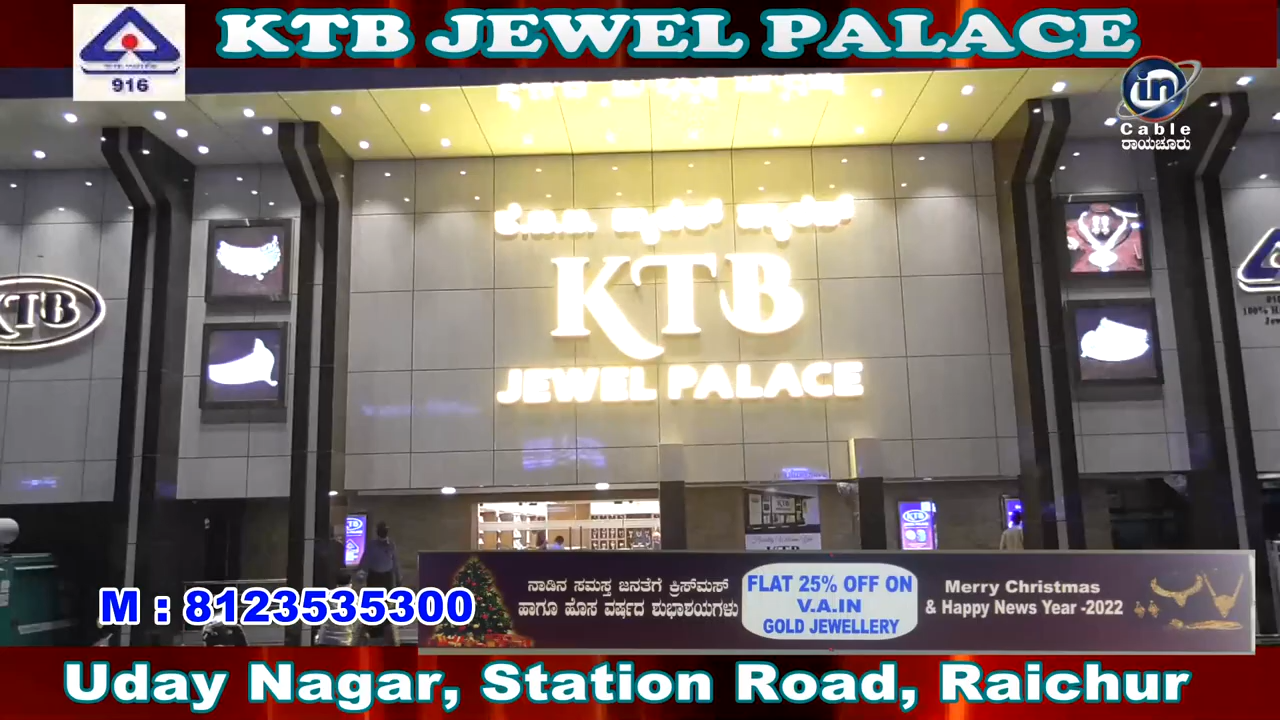 KTB JEWEL PALACE
916
in
Cable
ರಾಯಚೂರು
ಕೆ.ಟಿ.ಬಿ. ಜ್ಯುವೆಲ್ ಪ್ಯಾಲೇಸ್
KTB
JEWEL PALACE
KTB
ನಾಡಿನ ಸಮಸ್ತ ಜನತೆಗೆ ಕ್ರಿಸ್‌ಮಸ್
ಹಾಗೂ ಹೊಸ ವರ್ಷದ ಶುಭಾಶಯಗಳು
FLAT 25% OFF ON
V.A.IN
GOLD JEWELLERY
Merry Christmas
& Happy News Year -2022
M : 8123535300
Uday Nagar, Station Road, Raichur